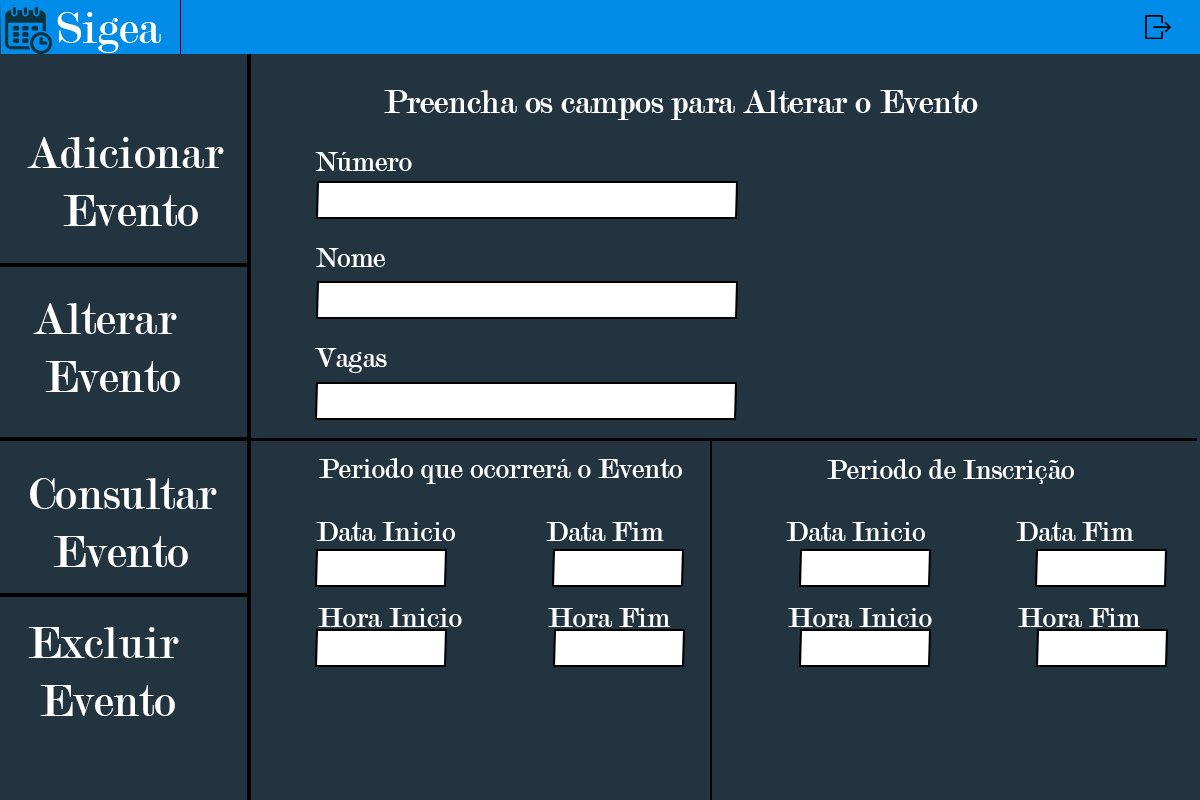 Sigea
Adicionar
Evento
Alterar
Evento
Consultar
Evento
Excluir
Evento
Preencha os campos para Alterar o Evento
Número
Nome
Vagas
Periodo que ocorrerá o Evento
Data Inicio
Data Fim
Hora Inicio
Hora Fim
Periodo de Inscrição
Data Inicio
Data Fim
Hora Inicio
Hora Fim